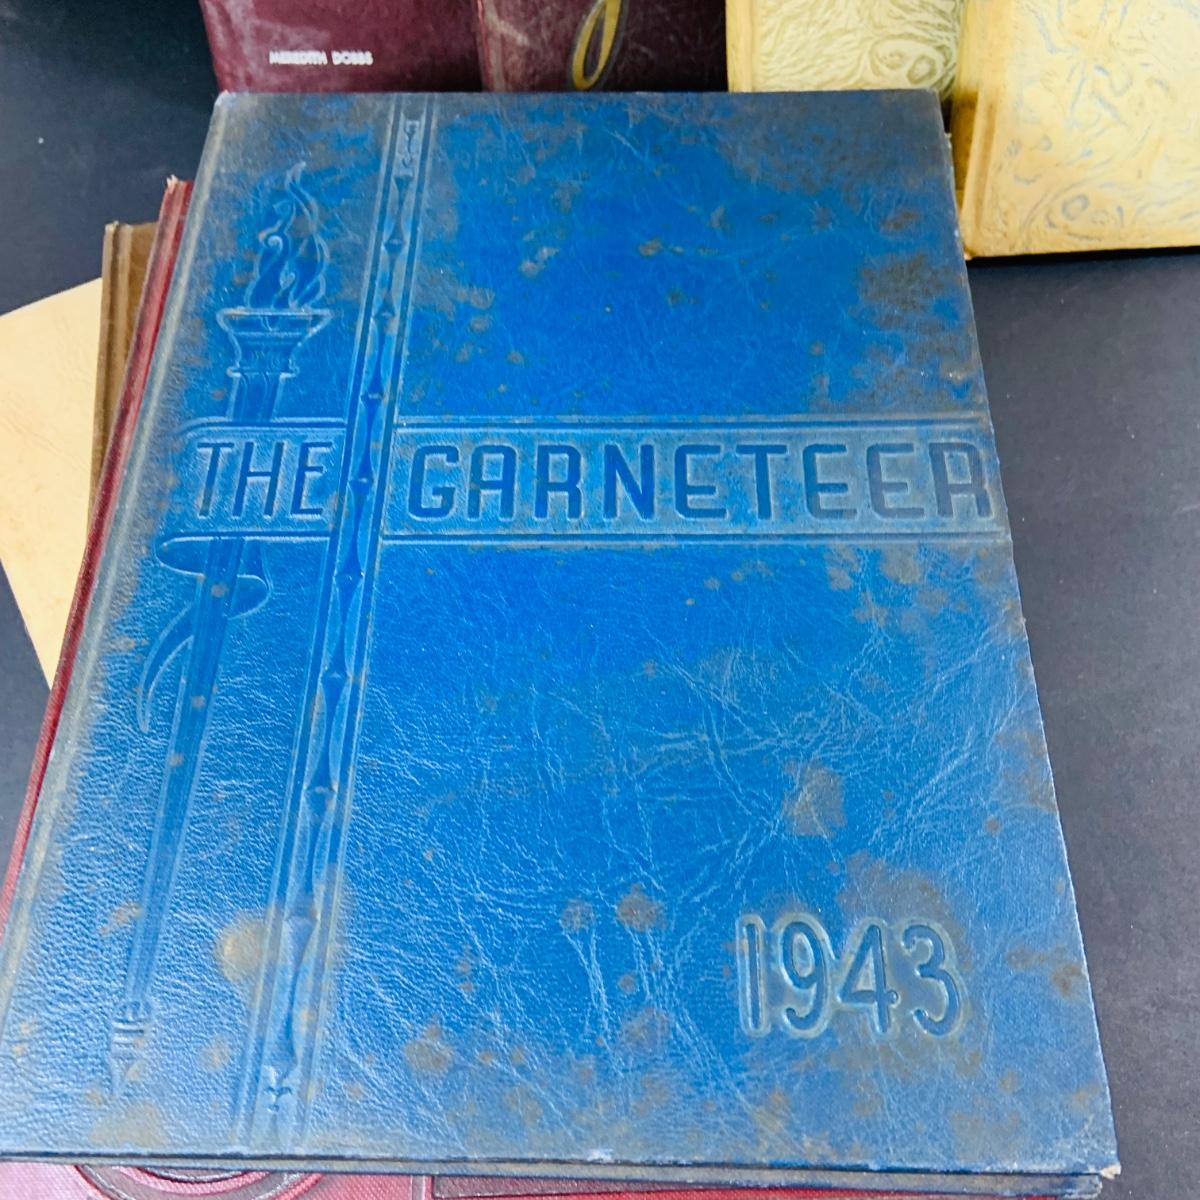 MEREDITH DOBBS
THE GARNETEER
1943